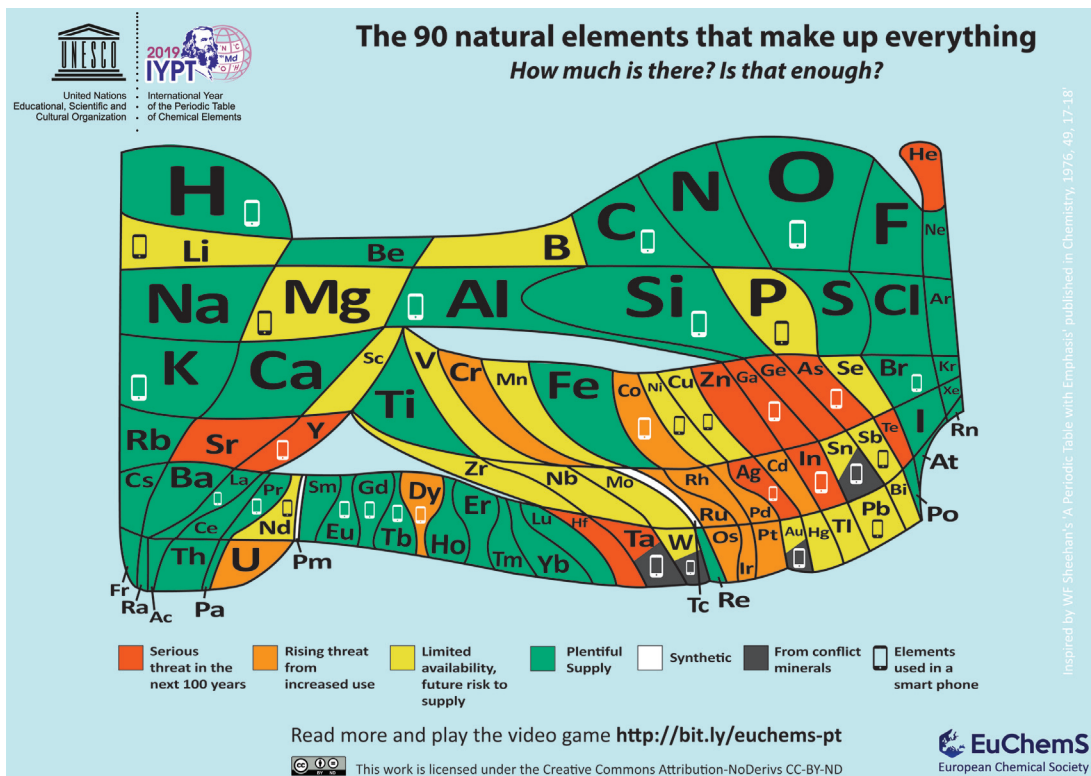 The 90 natural elements that make up everything
How much is there? Is that enough?
UNESCO
United Nations
Educational, Scientific and
Cultural Organization
2019
IYPT
International Year
of the Periodic Table
of Chemical Elements
H
He
Li
Be
B
C
N
O
F
Ne
Na
Mg
Al
Si
P
S
Cl
Ar
K
Ca
Sc
Ti
V
Cr
Mn
Fe
Co
Ni
Cu
Zn
Ga
Ge
As
Se
Br
Kr
Rb
Sr
Y
Zr
Nb
Mo
Tc
Ru
Rh
Pd
Ag
Cd
In
Sn
Sb
Te
I
Xe
Cs
Ba
La
Ce
Pr
Nd
Pm
Sm
Eu
Gd
Tb
Dy
Ho
Er
Tm
Yb
Lu
Hf
Ta
W
Re
Os
Ir
Pt
Au
Hg
Tl
Pb
Bi
Po
At
Rn
Fr
Ra
Ac
Th
Pa
U
Serious
threat in the
next 100 years
Rising threat
from
increased use
Limited
availability,
future risk to
supply
Plentiful
Supply
Synthetic
From conflict
minerals
Elements
used in a
smart phone
Read more and play the video game http://bit.ly/euchems-pt
This work is licensed under the Creative Commons Attribution-NoDerivs CC-BY-ND
cc
BY ND
EuChemS
European Chemical Society
Inspired by WF Sheehan's 'A Periodic Table with Emphasis' published in Chemistry, 1976, 49, 17-18'